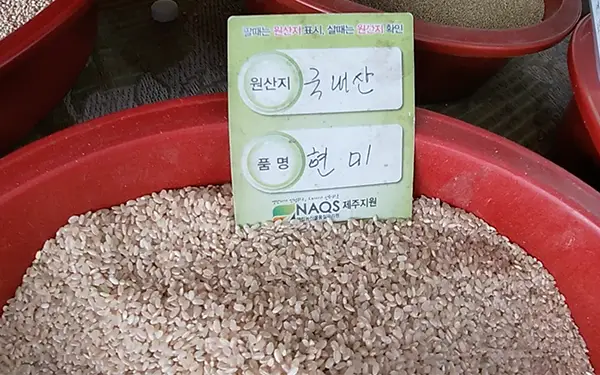 팔때는 원산지 표시, 살때는 원산지 확인
원산지 국내산
품명 현미
NAQS 제주지원